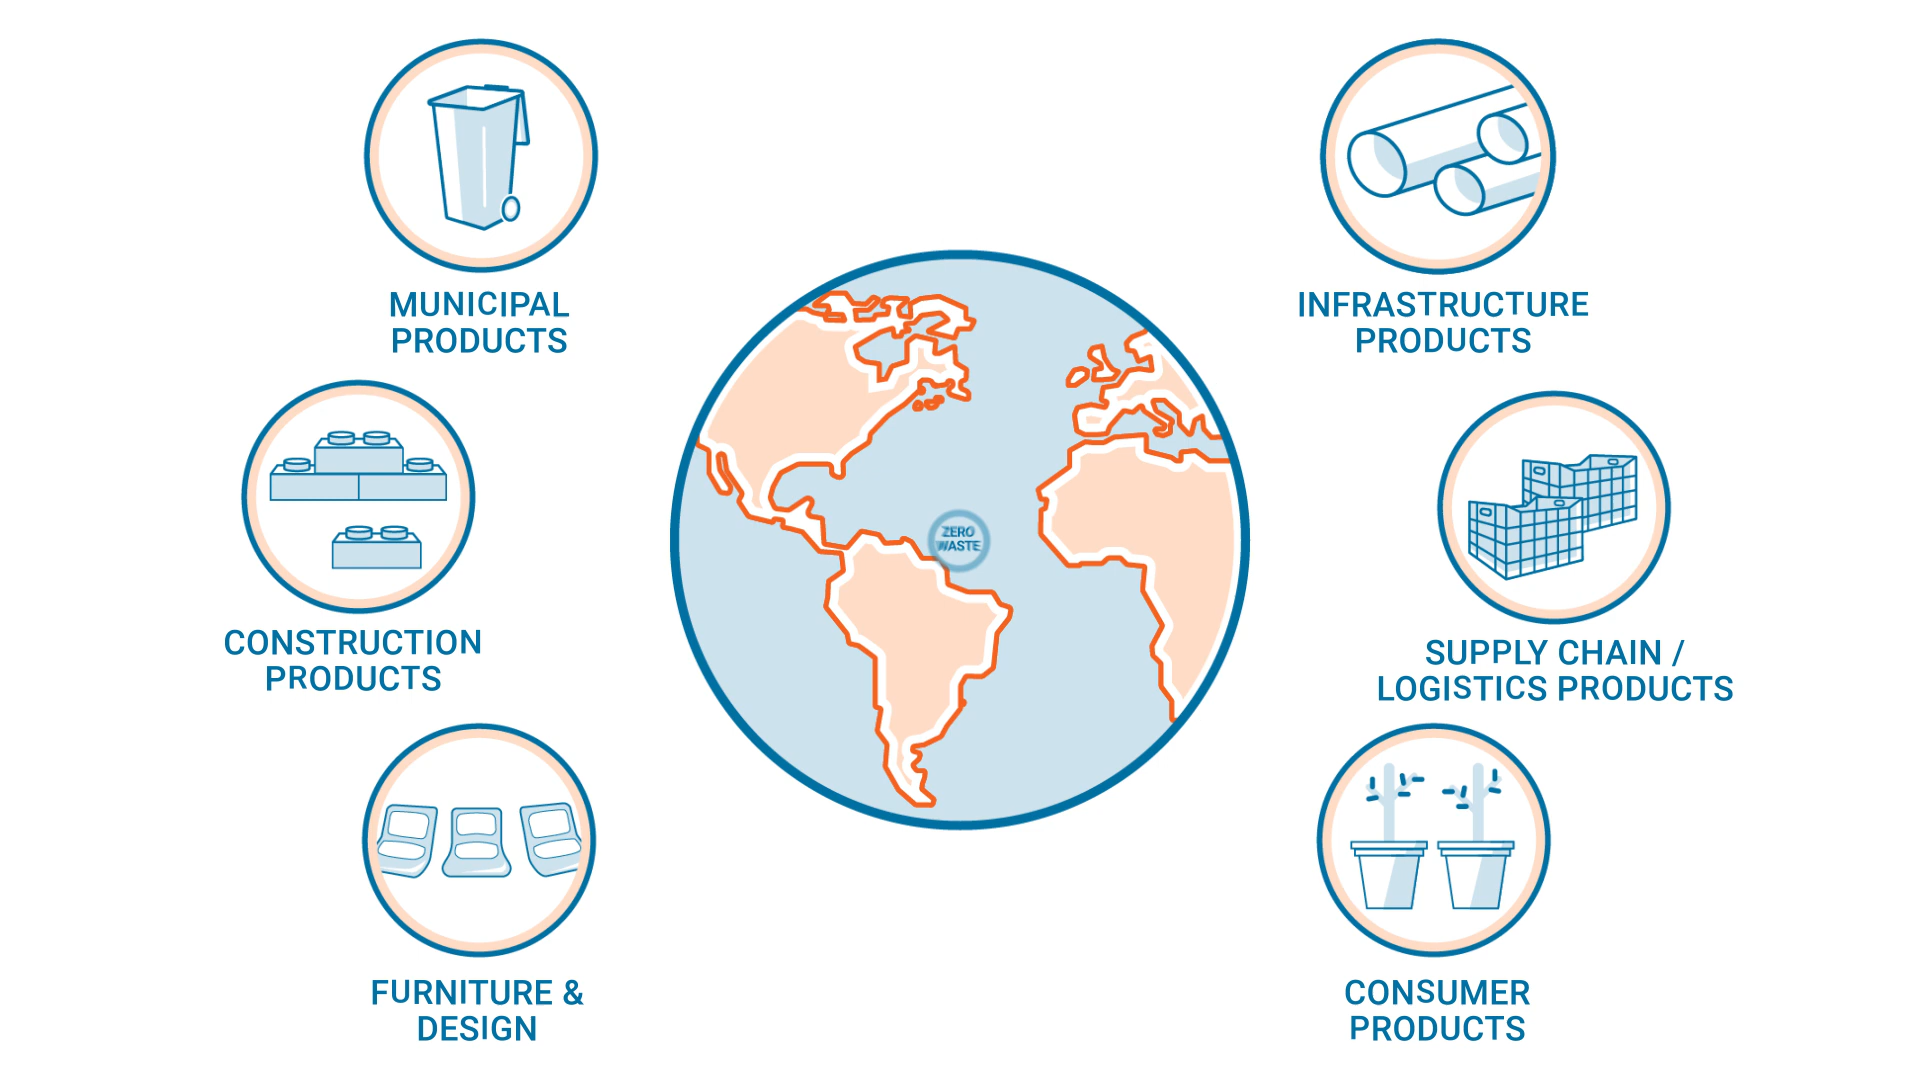 MUNICIPAL
PRODUCTS
INFRASTRUCTURE
PRODUCTS
CONSTRUCTION
PRODUCTS
ZERO
WASTE
SUPPLY CHAIN /
LOGISTICS PRODUCTS
FURNITURE &
DESIGN
CONSUMER
PRODUCTS